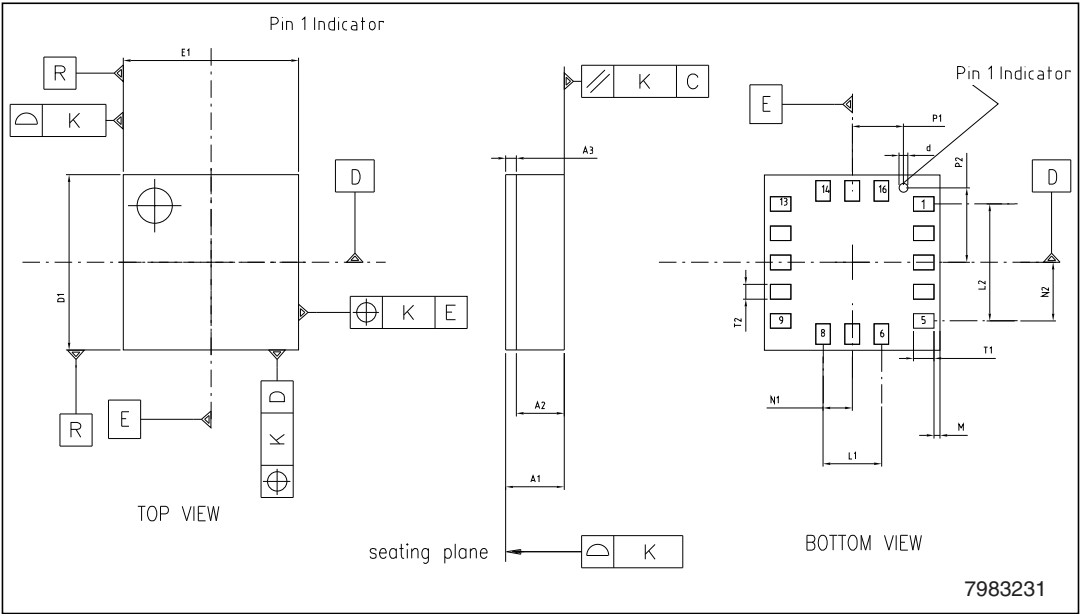 Pin 1 Indicator
E1
R
K
K C
Pin 1 Indicator
E
P1
A3
d
P2
D
D
14 16
13 1
D1
K E
L2
N2
T2
9 5
8 6
T1
D
K
E
R
A2
N1
M
L1
A1
TOP VIEW
seating plane
K
BOTTOM VIEW
7983231